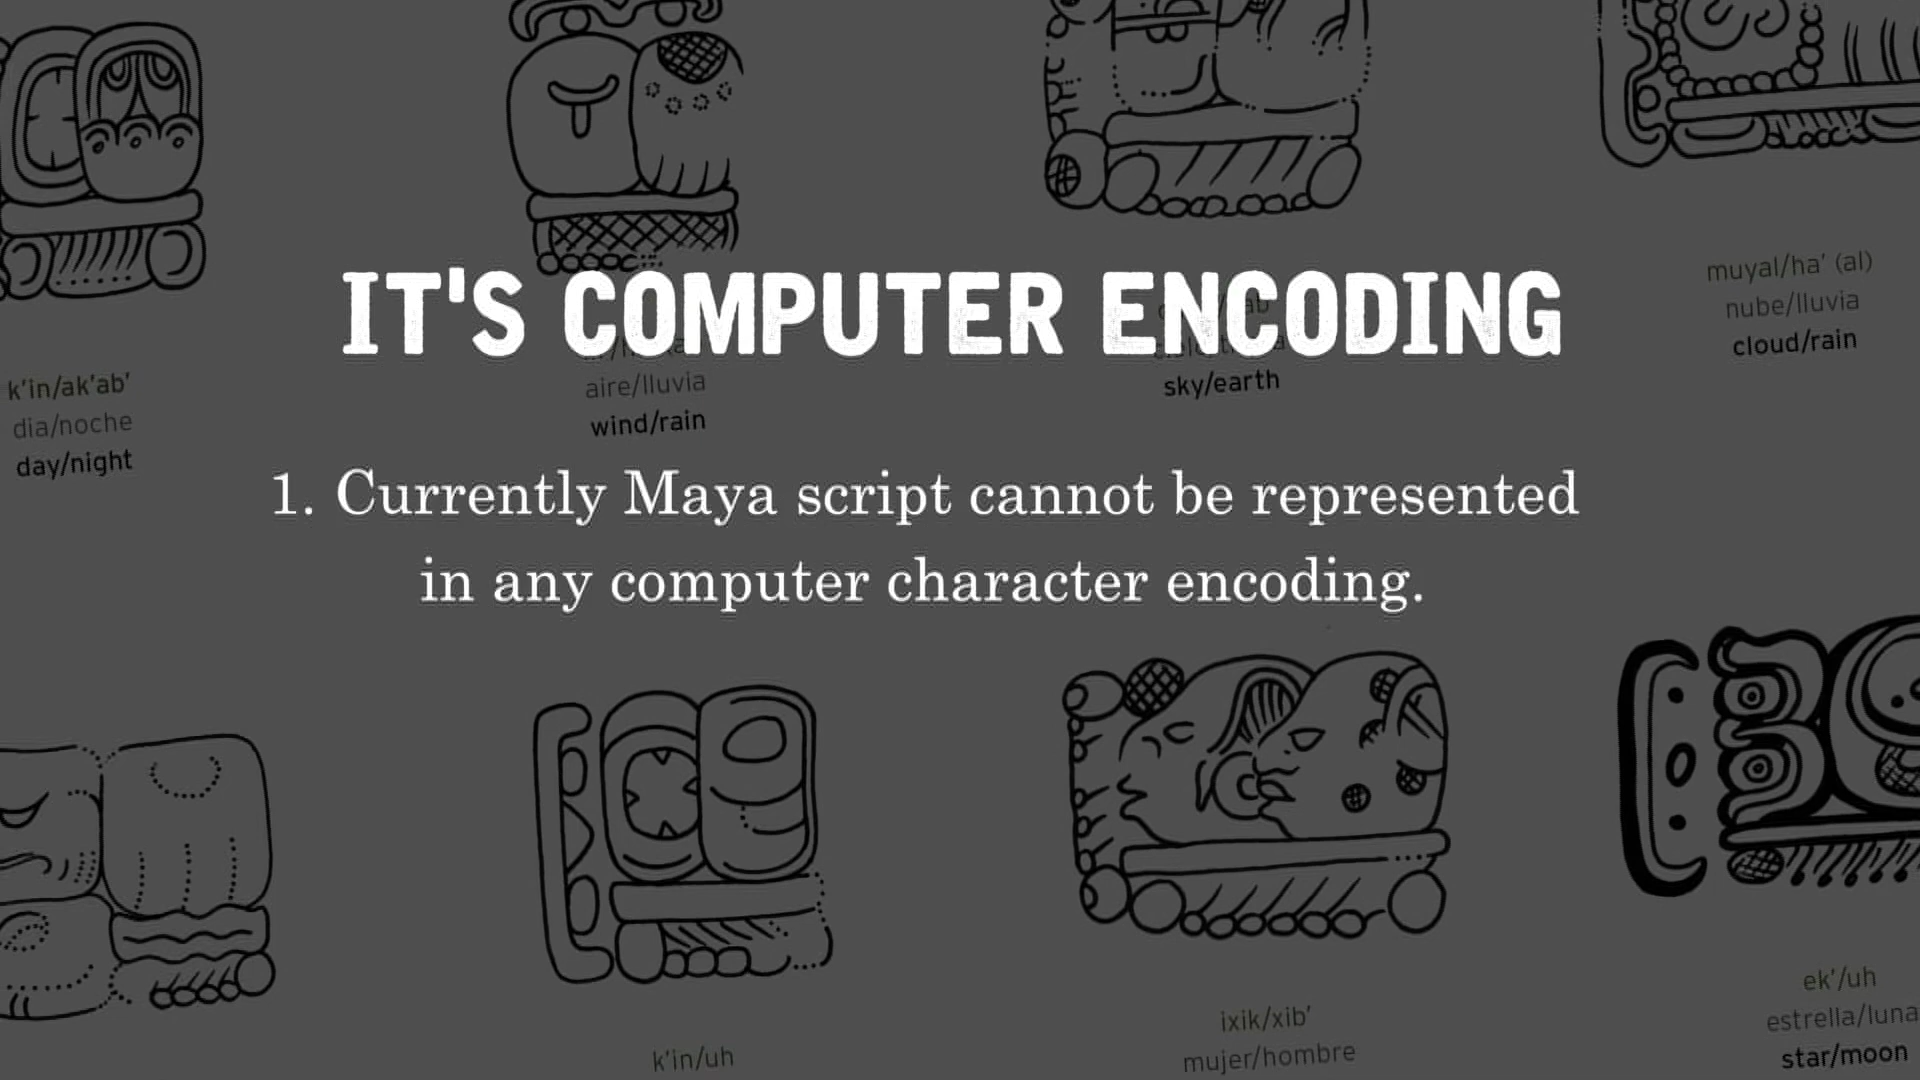 muyal/ha' (al)
nube/lluvia
cloud/rain
IT'S COMPUTER ENCODING
k'in/ak'ab'
dia/noche
day/night
aire/lluvia
wind/rain
sky/earth
1. Currently Maya script cannot be represented
in any computer character encoding.
k'in/uh
ixik/xib'
mujer/hombre
ek'/uh
estrella/luna
star/moon